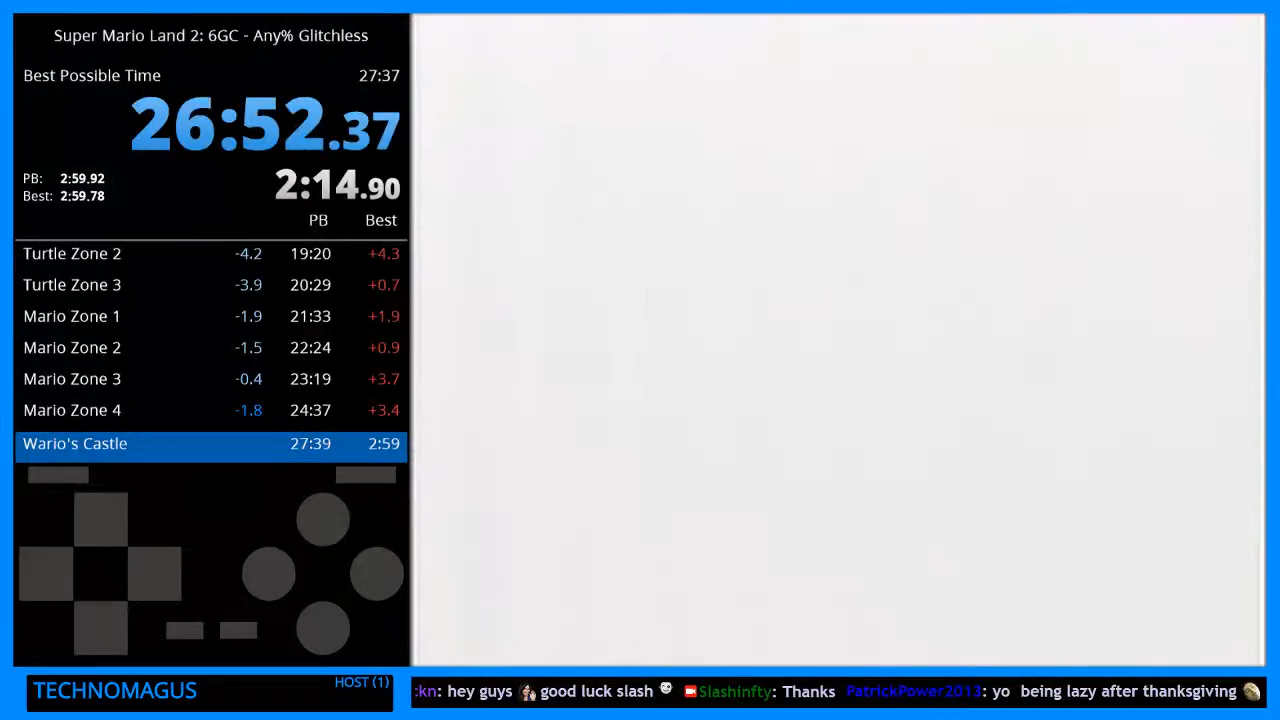 Super Mario Land 2: 6GC - Any% Glitchless
Best Possible Time 27:37
26:52.37
PB: 2:59.92
Best: 2:59.78
2:14.90
PB Best
Turtle Zone 2 -4.2 19:20 +4.3
Turtle Zone 3 -3.9 20:29 +0.7
Mario Zone 1 -1.9 21:33 +1.9
Mario Zone 2 -1.5 22:24 +0.9
Mario Zone 3 -0.4 23:19 +3.7
Mario Zone 4 -1.8 24:37 +3.4
Wario's Castle 27:39 2:59
TECHNOMAGUS
HOST (1)
:kn: hey guys good luck slash Slashinfty: Thanks PatrickPower2013: yo being lazy after thanksgiving